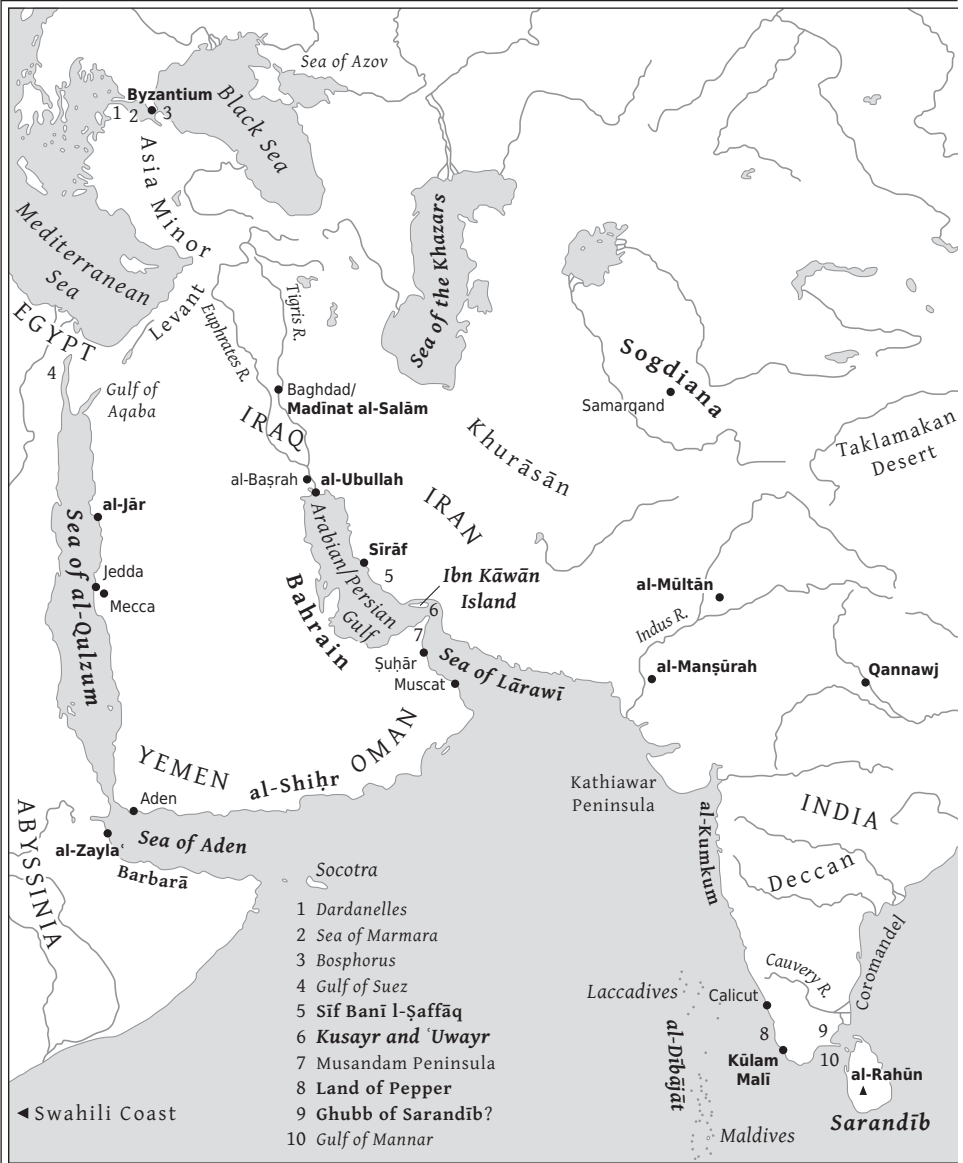 Sea of Azov
Byzantium
1 2 3
Black Sea
Asia Minor
Mediterranean
Sea
Sea of the Khazars
Levant
Euphrates R.
Tigris R.
EGYPT
4
Gulf of
Aqaba
Baghdad/
Madīnat al-Salām
IRAQ
Sogdiana
Samarqand
Khurāsān
Taklamakan
Desert
al-Baṣrah
al-Ubullah
IRAN
al-Jār
Sea of al-Qulzum
Arabian/Persian
Gulf
Sīrāf
5
Jedda
Mecca
Bahrain
Ibn Kāwān
Island
6
7
al-Mūltān
Indus R.
Ṣuḥār
Sea of Lārawī
Muscat
al-Manṣūrah
Qannawj
YEMEN
al-Shiḥr
OMAN
Kathiawar
Peninsula
al-Kumkum
INDIA
ABYSSINIA
Aden
al-Zaylaʿ
Sea of Aden
Barbarā
Deccan
Socotra
1 Dardanelles
2 Sea of Marmara
3 Bosphorus
4 Gulf of Suez
5 Sīf Banī l-Ṣaffāq
6 Kusayr and ʿUwayr
7 Musandam Peninsula
8 Land of Pepper
9 Ghubb of Sarandīb?
10 Gulf of Mannar
Cauvery R.
Coromandel
Laccadives
Calicut
al-Dībājāt
8
9
10
Kūlam
Malī
al-Rahūn
Sarandīb
Maldives
◄ Swahili Coast